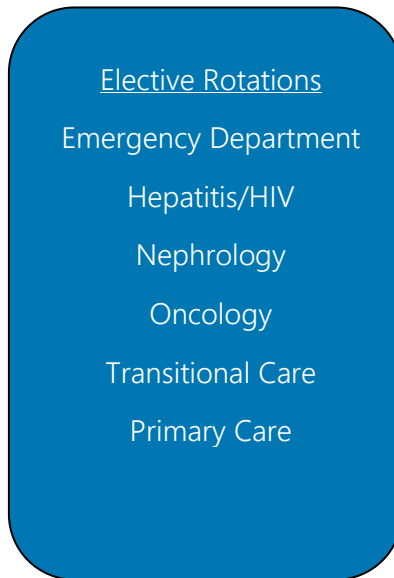 Elective Rotations
Emergency Department
Hepatitis/HIV
Nephrology
Oncology
Transitional Care
Primary Care